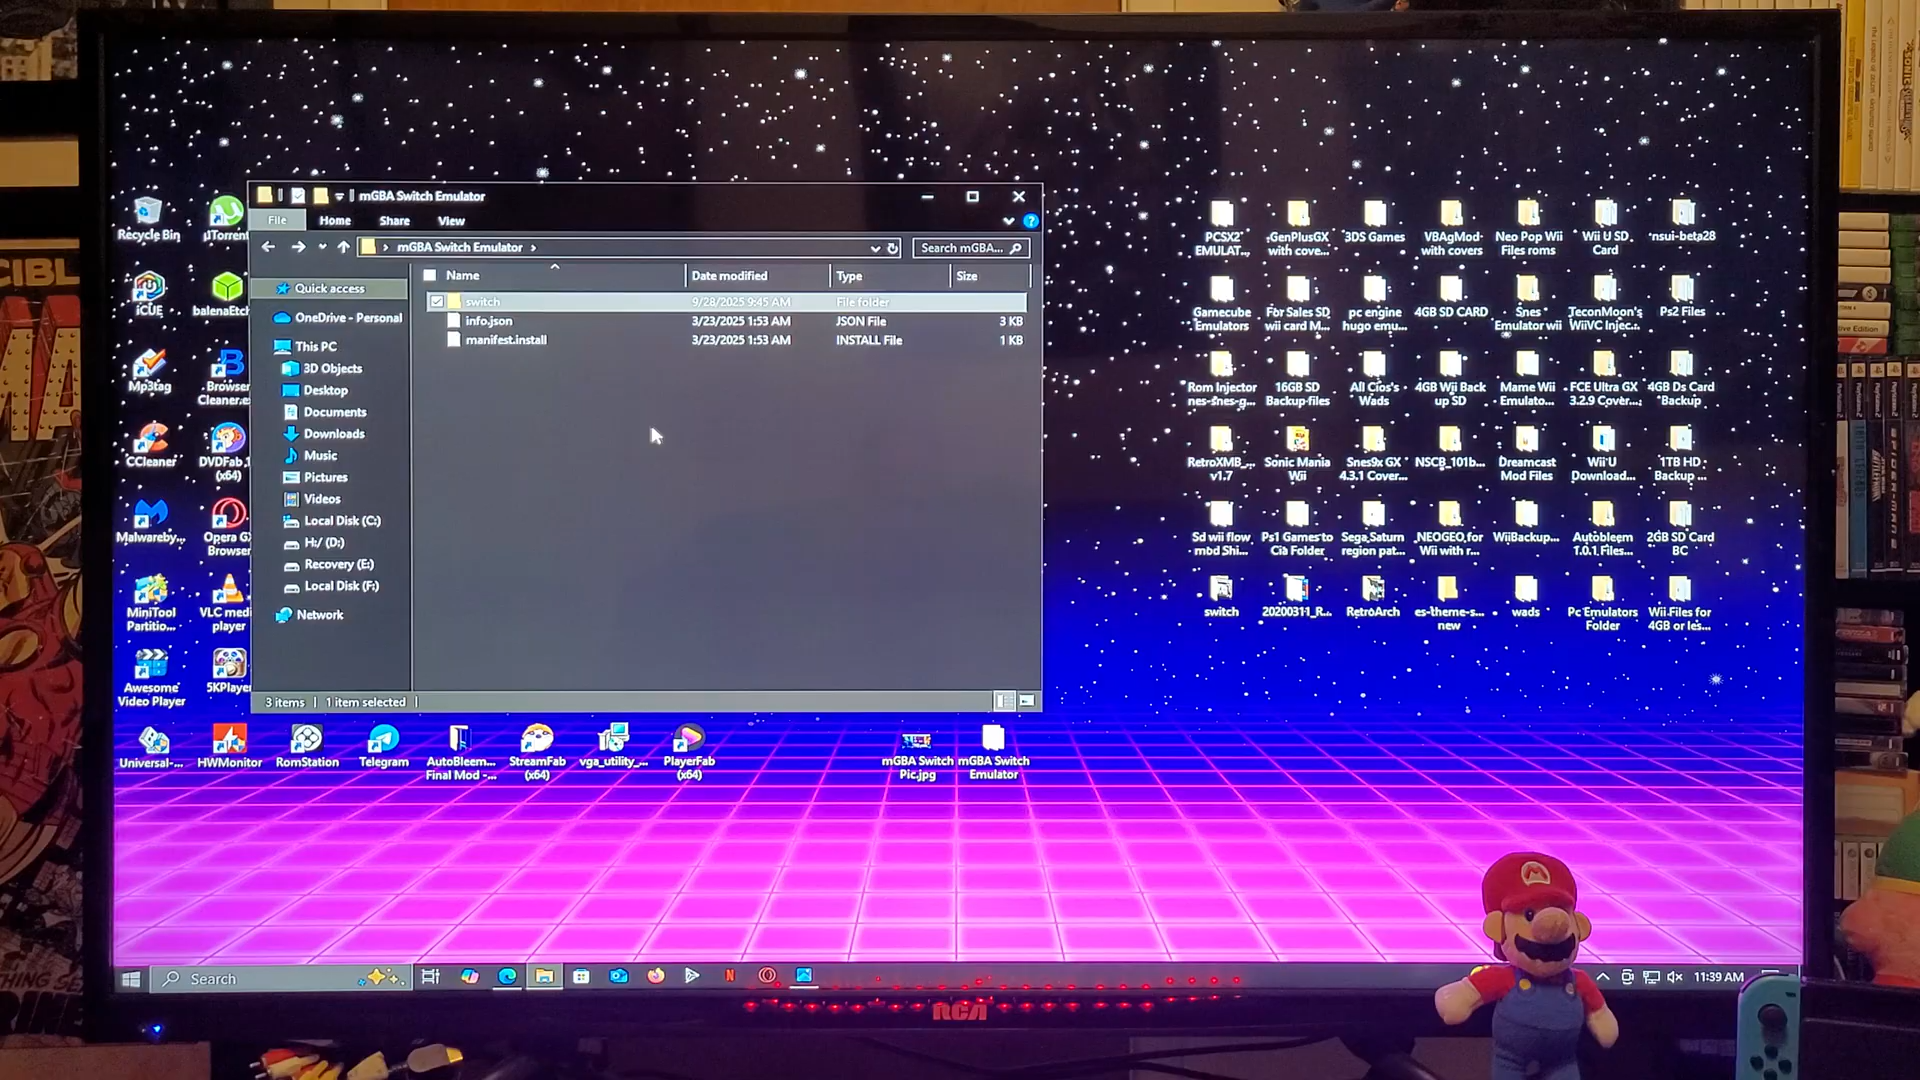 mGBA Switch Emulator
File
Home
Share
View
mGBA Switch Emulator
Search mGBA...
Name
Date modified
Type
Size
switch
9/28/2025 9:45 AM
File folder
info.json
3/23/2025 1:53 AM
JSON File
3 KB
manifest.install
3/23/2025 1:53 AM
INSTALL File
1 KB
Quick access
OneDrive - Personal
This PC
3D Objects
Desktop
Documents
Downloads
Music
Pictures
Videos
Local Disk (C:)
H:/ (D:)
Recovery (E:)
Local Disk (F:)
Network
3 items
1 item selected
Recycle Bin
µTorrent
iCUE
balenaEtch
Mp3tag
Browser
Cleaner.e
CCleaner
DVDFab
(x64)
Malwareby...
Opera G
Browser
MiniTool
Partitio...
VLC medi
player
Awesome
Video Player
5KPlaye
Universal-...
HWMonitor
RomStation
Telegram
AutoBleem...
Final Mod -...
StreamFab
(x64)
vga_utility_...
PlayerFab
(x64)
mGBA Switch
Pic.jpg
mGBA Switch
Emulator
PCSX2
EMULAT...
GenPlusGX
with cove...
3DS Games
VBAgMod
with covers
Neo Pop Wii
Files roms
Wii U SD
Card
nsui-beta28
Gamecube
Emulators
For Sales SD
wii card M...
pc engine
hugo emu...
4GB SD CARD
Snes
Emulator wii
TeconMoon's
WiiVC Injec...
Ps2 Files
Rom Injector
nes-snes-g...
16GB SD
Backup files
All Cios's
Wads
4GB Wii Back
up SD
Mame Wii
Emulato...
FCE Ultra GX
3.2.9 Cover...
4GB Ds Card
Backup
RetroXMB_...
v1.7
Sonic Mania
Wii
Snes9x GX
4.3.1 Cover...
NSCB_101b...
Dreamcast
Mod Files
Wii U
Download...
1TB HD
Backup ...
Sd wii flow
mbd Shi...
Ps1 Games to
Cia Folder
Sega Saturn
region pat...
NEOGEO for
Wii with r...
WiiBackup...
Autobleem
1.0.1 Files...
2GB SD Card
BC
switch
20200311_R...
RetroArch
es-theme-s...
new
wads
Pc Emulators
Folder
Wii Files for
4GB or les...
Search
11:39 AM
RCA